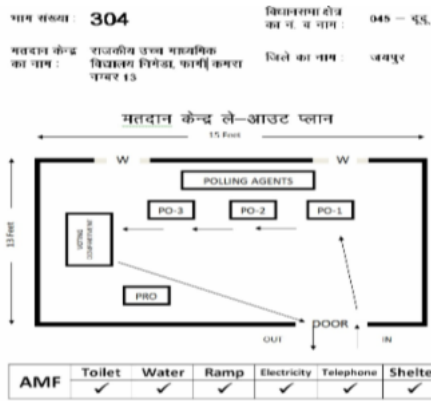 भाग संख्या : 304
विधानसभा क्षेत्र का न. व नाम : 045 – दूदू
मतदान केन्द्र का नाम : राजकीय उच्च माध्यमिक विद्यालय निमेडा, फागी कमरा नम्बर 13
जिले का नाम : जयपुर
मतदान केन्द्र ले–आउट प्लान
15 Feet
W W
POLLING AGENTS
PO-3 PO-2 PO-1
13 Feet
VOTING COMPARTMENT
PRO
DOOR
OUT IN
AMF Toilet Water Ramp Electricity Telephone Shelte
✓ ✓ ✓ ✓ ✓ ✓